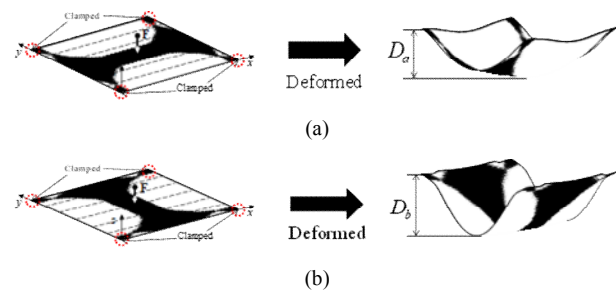 Clamped
y
F
Clamped
x
Deformed
Da
(a)
Clamped
y
F
x
Clamped
Deformed
Db
(b)